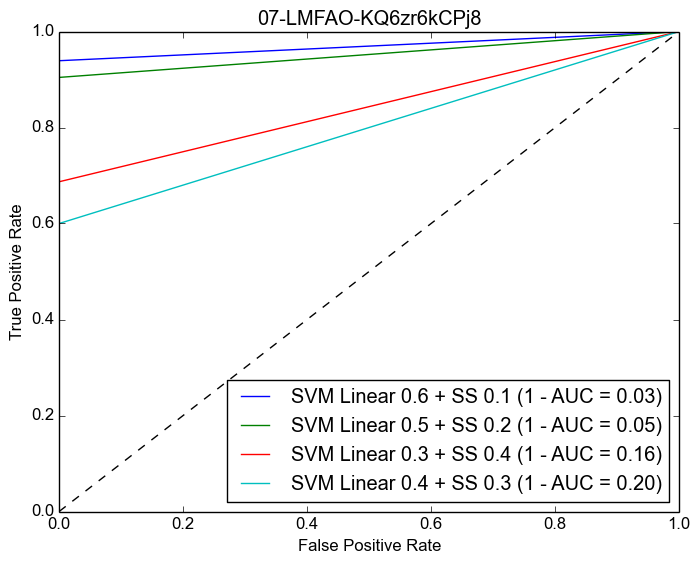 07-LMFAO-KQ6zr6kCPj8
1.0
0.8
0.6
0.4
0.2
0.0
True Positive Rate
SVM Linear 0.6 + SS 0.1 (1 - AUC = 0.03)
SVM Linear 0.5 + SS 0.2 (1 - AUC = 0.05)
SVM Linear 0.3 + SS 0.4 (1 - AUC = 0.16)
SVM Linear 0.4 + SS 0.3 (1 - AUC = 0.20)
0.0 0.2 0.4 0.6 0.8 1.0
False Positive Rate